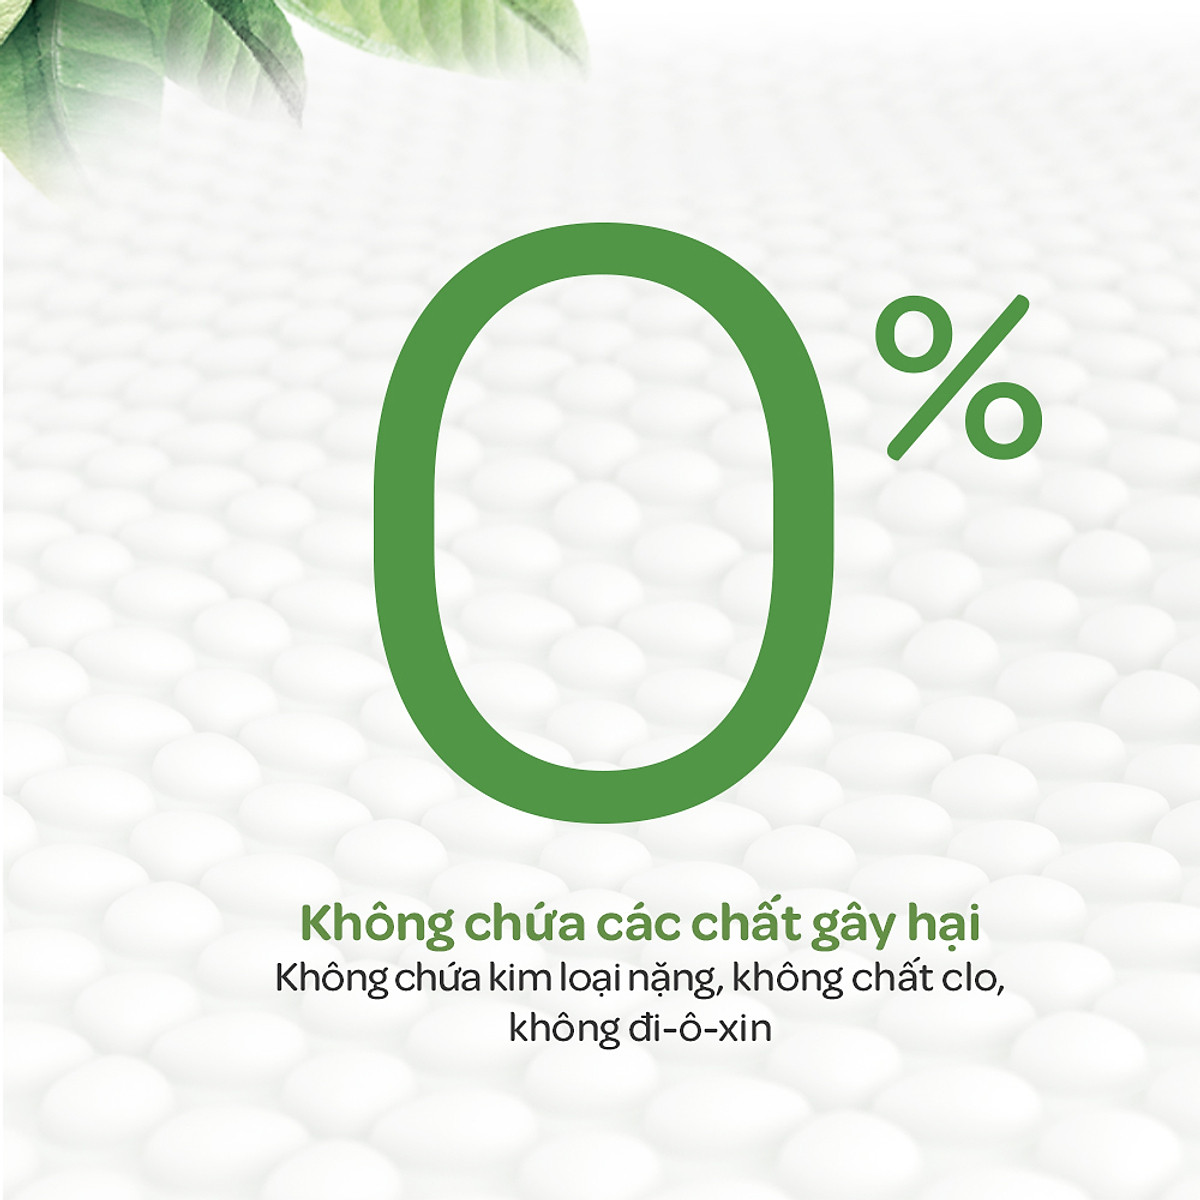 0%
Không chứa các chất gây hại
Không chứa kim loại nặng, không chất clo,
không đi-ô-xin